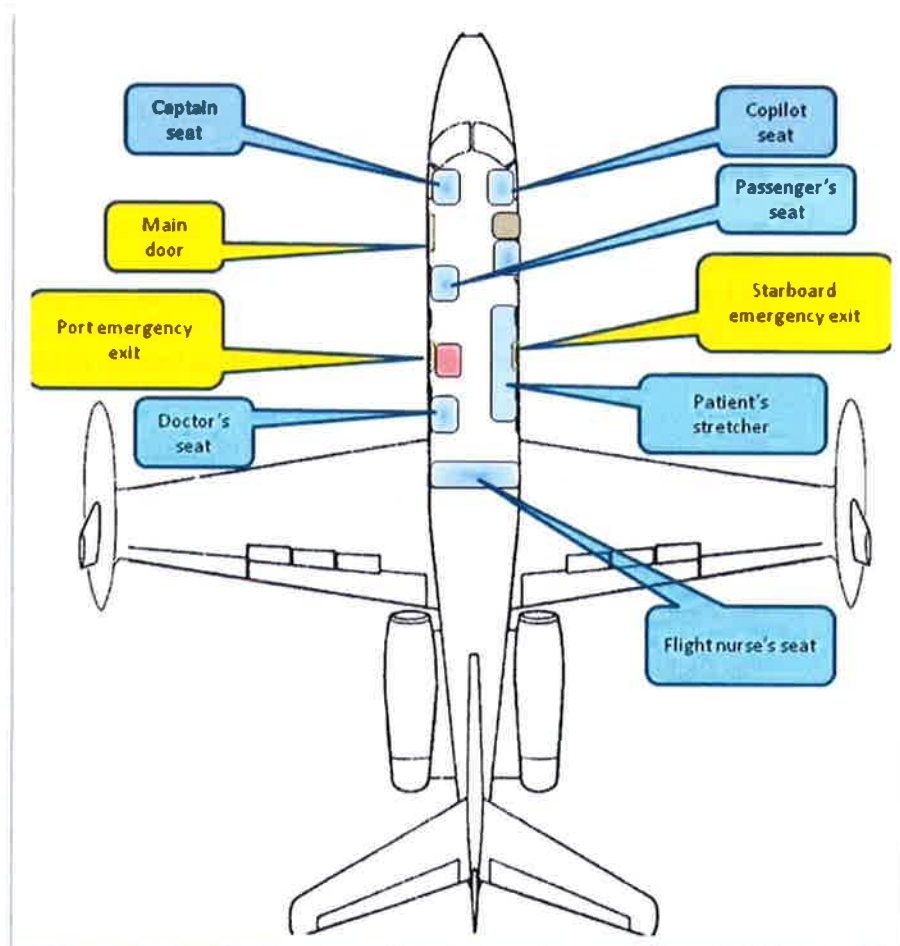 Captain
seat
Copilot
seat
Passenger's
seat
Main
door
Starboard
emergency exit
Port emergency
exit
Patient's
stretcher
Doctor's
seat
Flight nurse's seat